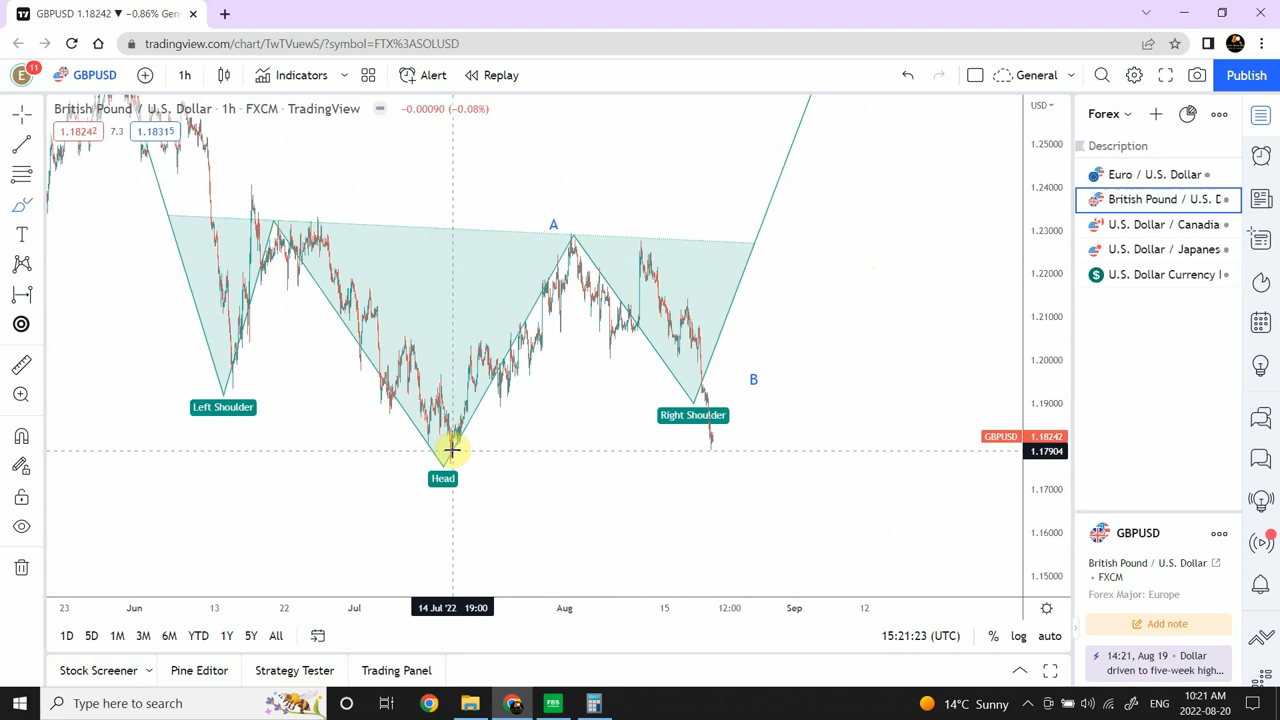 GBPUSD 1.18242 ▼ −0.86% Gen
tradingview.com/chart/TwTVuewS/?symbol=FTX%3ASOLUSD
E 11 GBPUSD 1h Indicators Alert Replay General Publish
British Pound / U.S. Dollar · 1h · FXCM · TradingView −0.00090 (−0.08%)
1.18242 7.3 1.18315
USD
1.25000
1.24000
1.23000
1.22000
1.21000
1.20000
1.19000
GBPUSD 1.18242
1.17904
1.17000
1.16000
1.15000
A
B
Left Shoulder
Right Shoulder
Head
23 Jun 13 22 Jul 14 Jul '22 19:00 Aug 15 12:00 Sep 12
1D 5D 1M 3M 6M YTD 1Y 5Y All 15:21:23 (UTC) % log auto
Stock Screener Pine Editor Strategy Tester Trading Panel
Forex
Description
Euro / U.S. Dollar
British Pound / U.S. D
U.S. Dollar / Canadia
U.S. Dollar / Japanes
U.S. Dollar Currency I
GBPUSD
British Pound / U.S. Dollar
• FXCM
Forex Major: Europe
Add note
14:21, Aug 19 • Dollar
driven to five-week high...
Type here to search
FBS
14°C Sunny
ENG
10:21 AM
2022-08-20